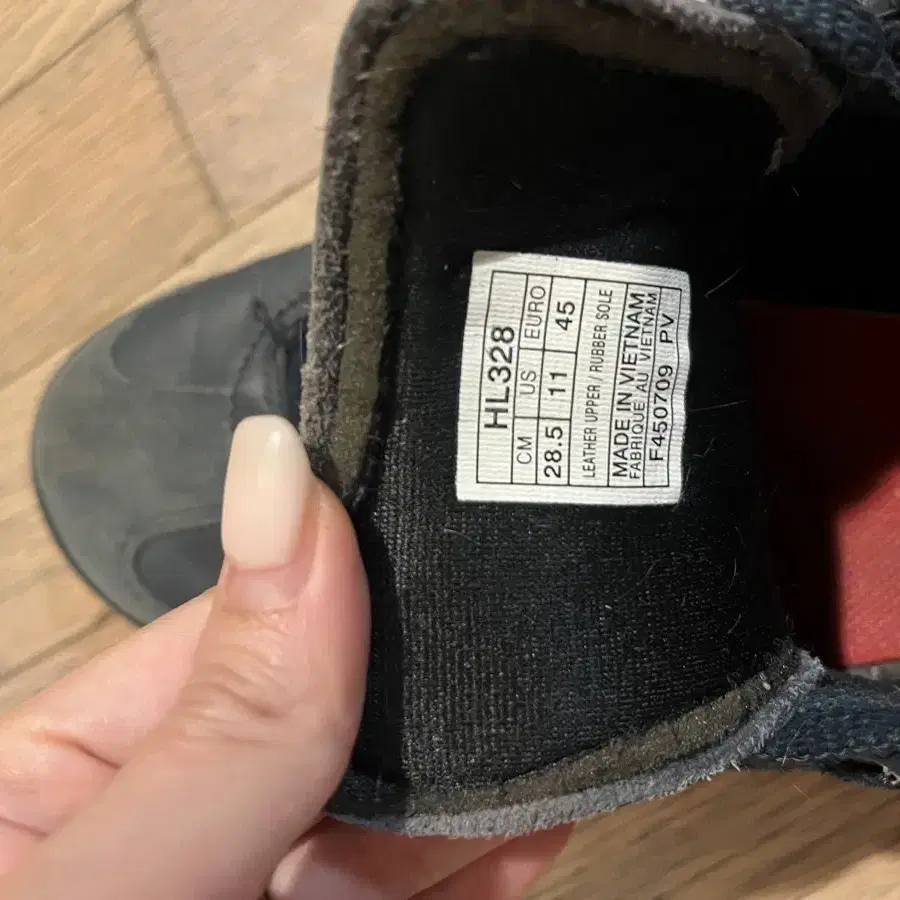 HL328
CM US EURO
28.5 11 45
LEATHER UPPER / RUBBER SOLE
MADE IN VIETNAM
FABRIQUE AU VIETNAM
F450709 PV